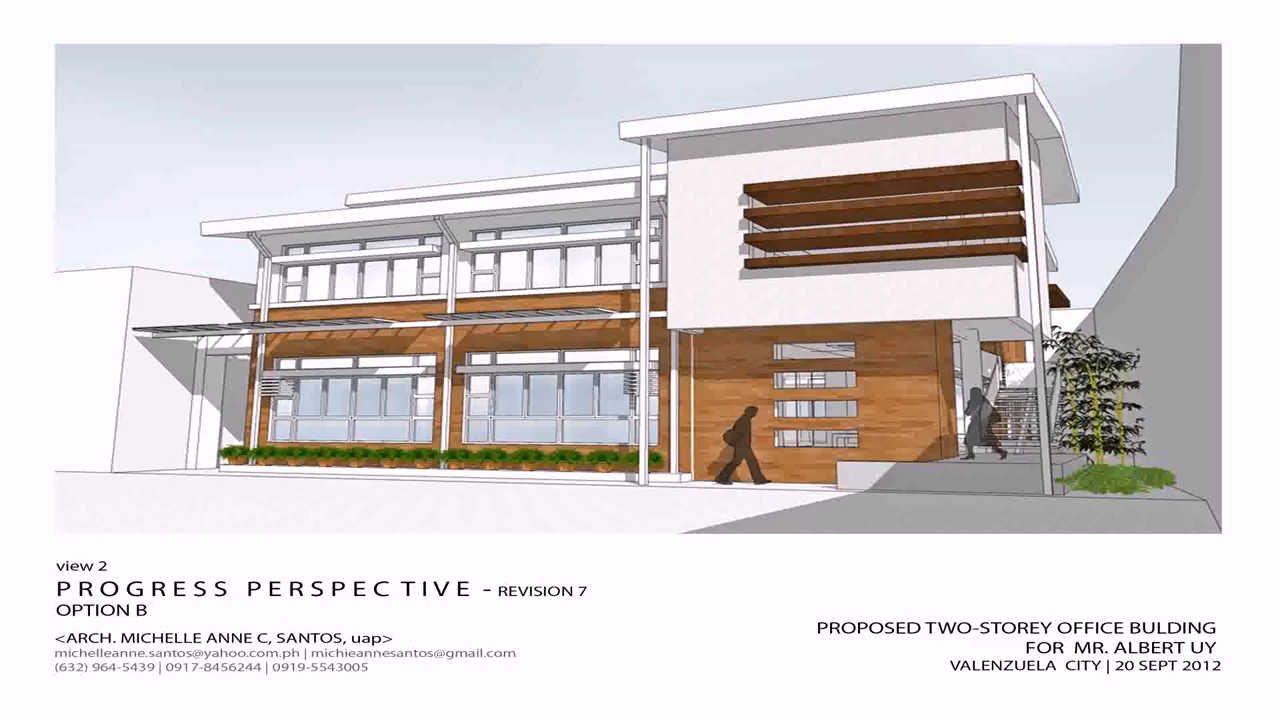 view 2
PROGRESS PERSPECTIVE - REVISION 7
OPTION B
<ARCH. MICHELLE ANNE C, SANTOS, uap>
michelleanne.santos@yahoo.com.ph | michieannesantos@gmail.com
(632) 964-5439 | 0917-8456244 | 0919-5543005
PROPOSED TWO-STOREY OFFICE BULDING
FOR MR. ALBERT UY
VALENZUELA CITY | 20 SEPT 2012